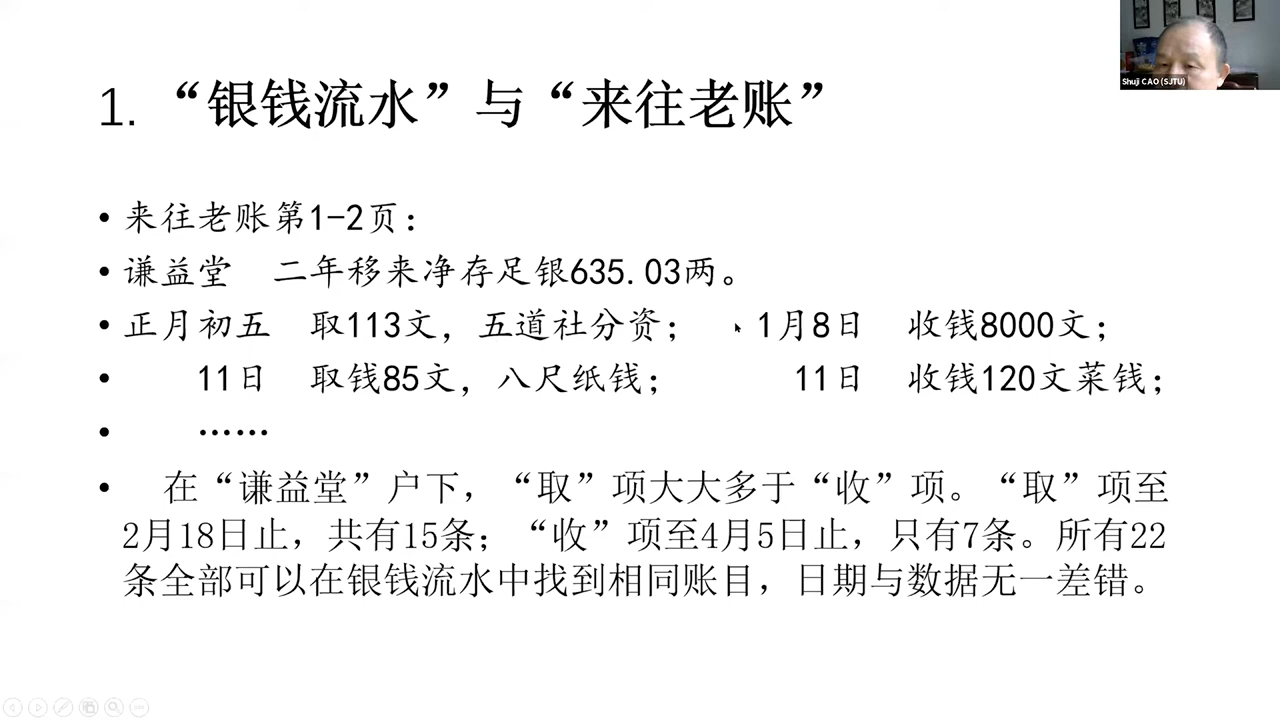 Shuji CAO (SJTU)
1. “银钱流水”与“来往老账”
• 来往老账第1-2页：
• 谦益堂　二年移来净存足银635.03两。
• 正月初五　取113文，五道社分资；　1月8日　收钱8000文；
• 11日　取钱85文，八尺纸钱；　11日　收钱120文菜钱；
• ……
• 在“谦益堂”户下，“取”项大大多于“收”项。“取”项至
2月18日止，共有15条；“收”项至4月5日止，只有7条。所有22
条全部可以在银钱流水中找到相同账目，日期与数据无一差错。